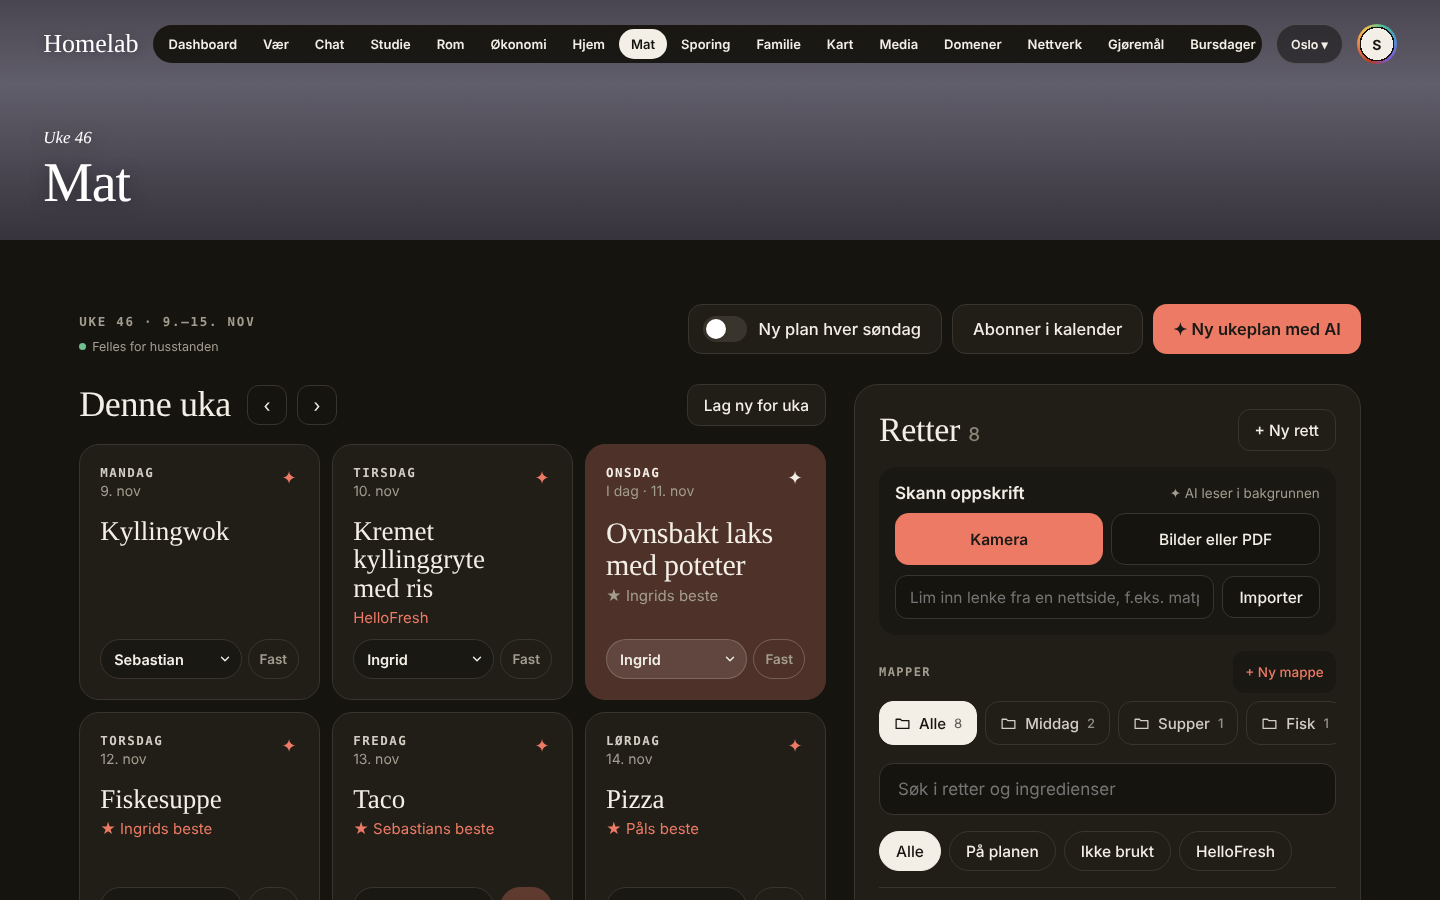 Homelab
Dashboard
Vær
Chat
Studie
Rom
Økonomi
Hjem
Mat
Sporing
Familie
Kart
Media
Domener
Nettverk
Gjøremål
Bursdager
Oslo ▾
S
Uke 46
Mat
UKE 46 · 9.–15. NOV
Felles for husstanden
Ny plan hver søndag
Abonner i kalender
✦ Ny ukeplan med AI
Denne uka
‹
›
Lag ny for uka
MANDAG
9. nov
✦
Kyllingwok
Sebastian
Fast
TIRSDAG
10. nov
✦
Kremet
kyllinggryte
med ris
HelloFresh
Ingrid
Fast
ONSDAG
I dag · 11. nov
✦
Ovnsbakt laks
med poteter
★ Ingrids beste
Ingrid
Fast
TORSDAG
12. nov
✦
Fiskesuppe
★ Ingrids beste
FREDAG
13. nov
✦
Taco
★ Sebastians beste
LØRDAG
14. nov
✦
Pizza
★ Påls beste
Retter 8
+ Ny rett
Skann oppskrift
✦ AI leser i bakgrunnen
Kamera
Bilder eller PDF
Lim inn lenke fra en nettside, f.eks. matp
Importer
MAPPER
+ Ny mappe
Alle 8
Middag 2
Supper 1
Fisk 1
Søk i retter og ingredienser
Alle
På planen
Ikke brukt
HelloFresh